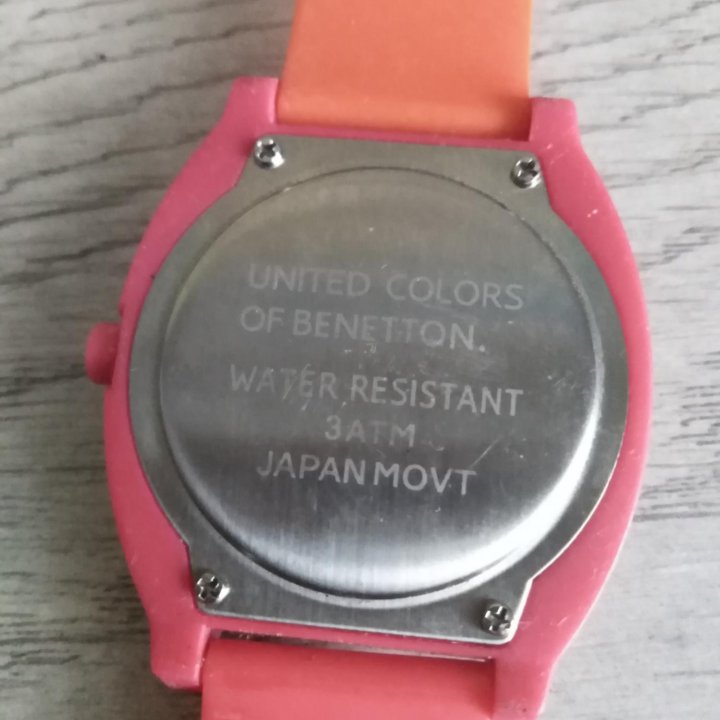 UNITED COLORS
OF BENETTON.
WATER RESISTANT
3ATM
JAPAN MOVT